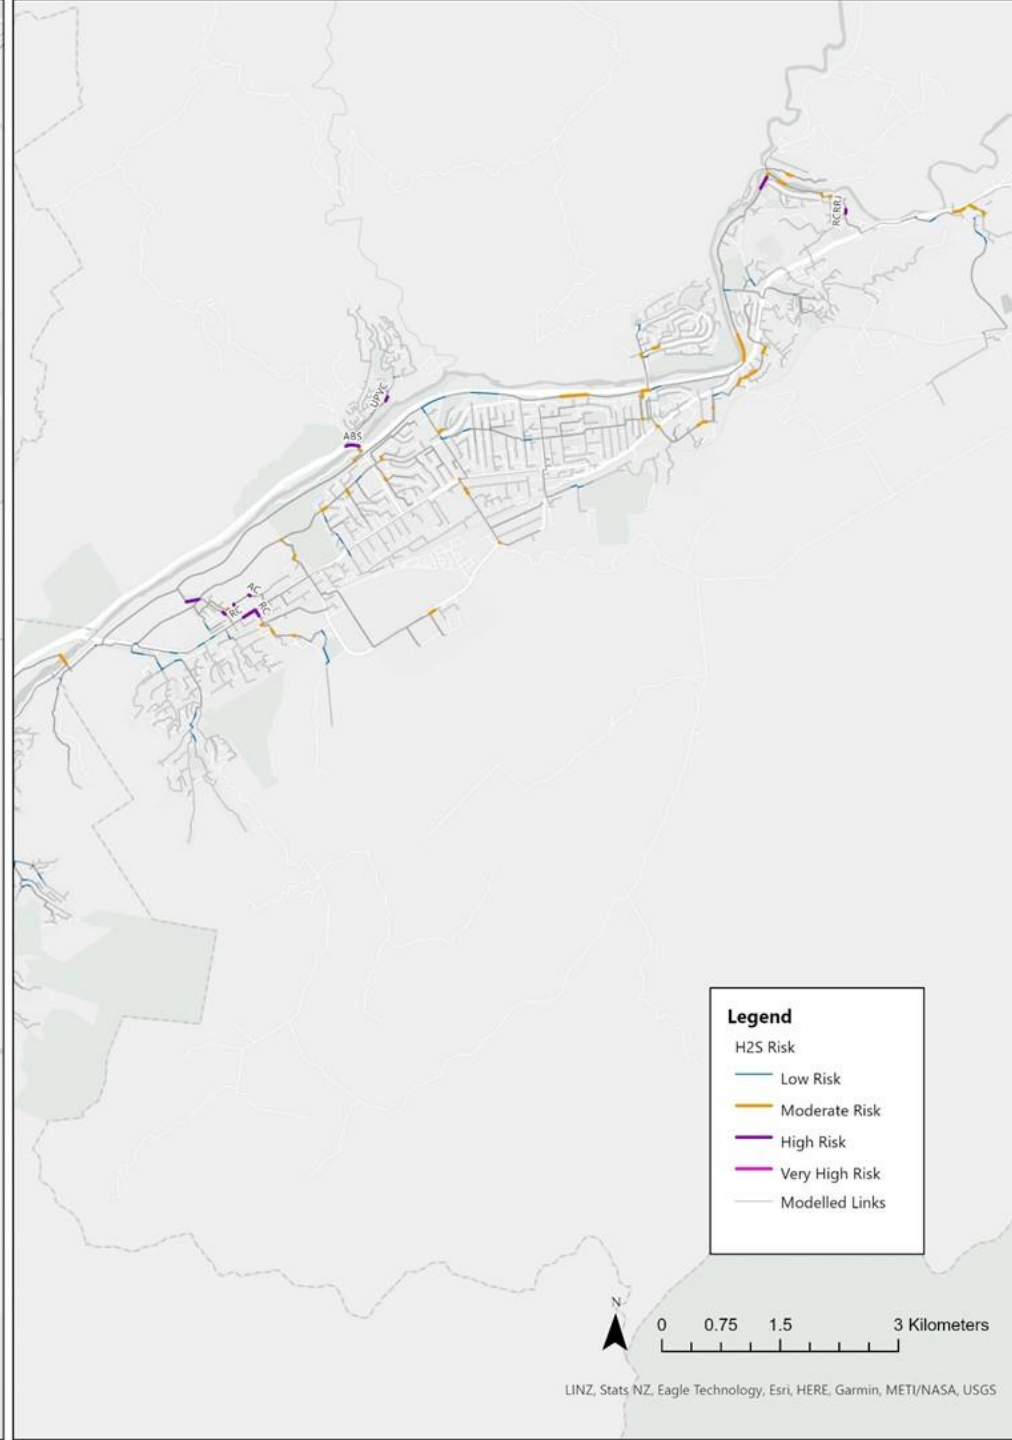 RCRRJ
UPVC
ABS
AC
RC
RC
Legend
H2S Risk
Low Risk
Moderate Risk
High Risk
Very High Risk
Modelled Links
N
0 0.75 1.5 3 Kilometers
LINZ, Stats NZ, Eagle Technology, Esri, HERE, Garmin, METI/NASA, USGS